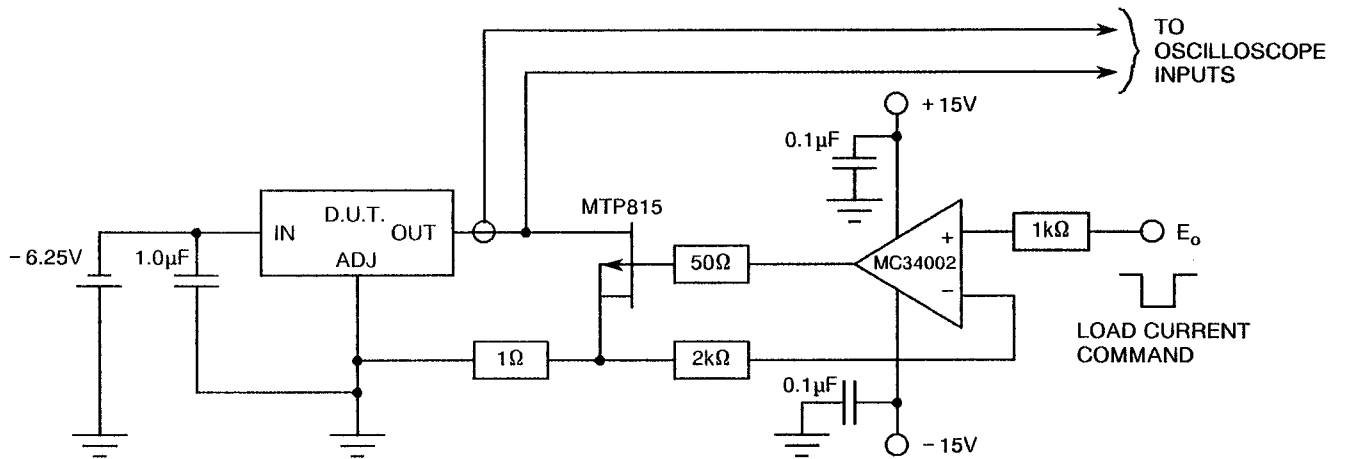 TO
OSCILLOSCOPE
INPUTS
+15V
0.1µF
MTP815
D.U.T.
IN
OUT
ADJ
-6.25V
1.0µF
50Ω
+
MC34002
-
1kΩ
Eo
LOAD CURRENT
COMMAND
1Ω
2kΩ
0.1µF
-15V